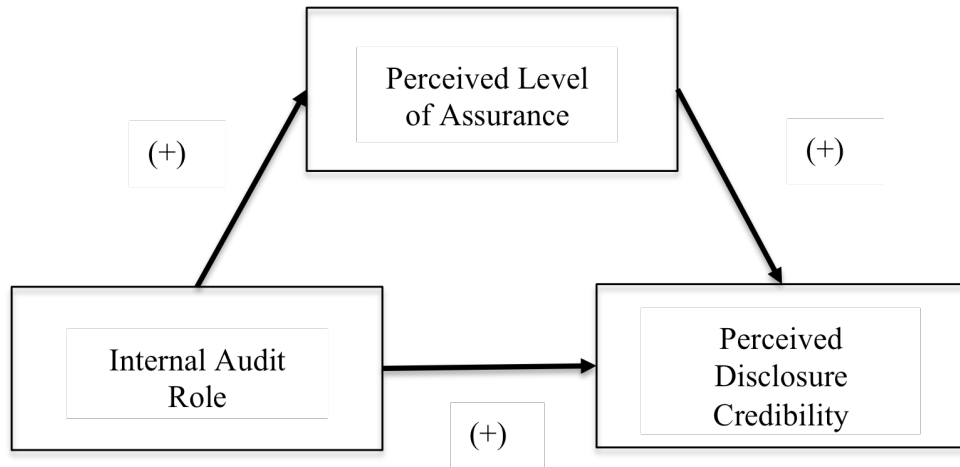 Perceived Level
of Assurance
(+)
(+)
Internal Audit
Role
Perceived
Disclosure
Credibility
(+)